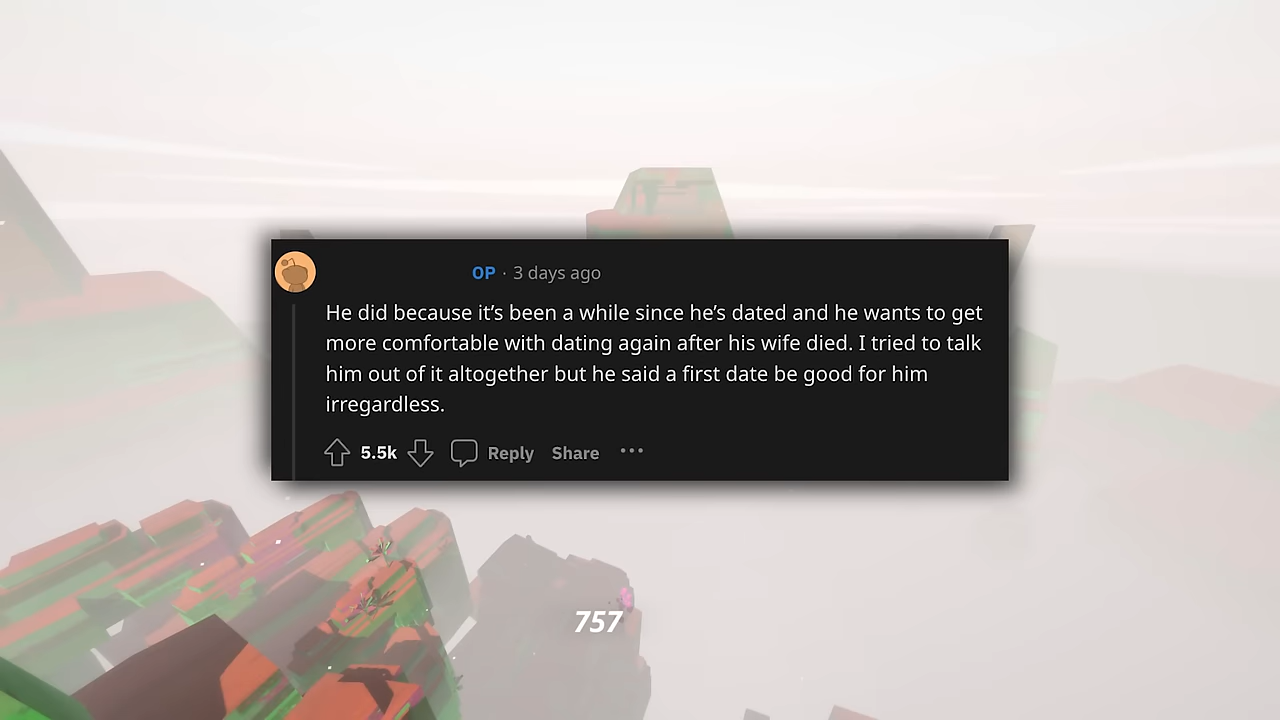 OP · 3 days ago
He did because it’s been a while since he’s dated and he wants to get
more comfortable with dating again after his wife died. I tried to talk
him out of it altogether but he said a first date be good for him
irregardless.
5.5k Reply Share •••
757